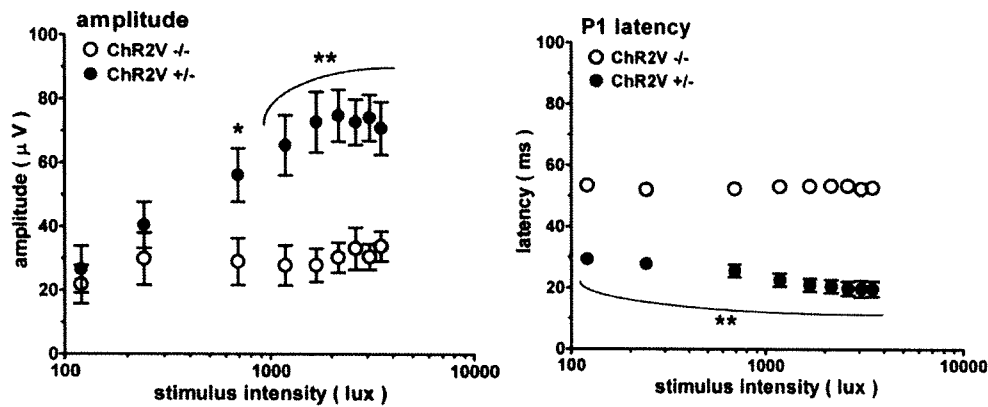 amplitude
ChR2V -/-
ChR2V +/-
**
*
100
80
60
40
20
0
amplitude ( μ V )
100
1000
10000
stimulus intensity ( lux )
P1 latency
ChR2V -/-
ChR2V +/-
100
80
60
40
20
0
latency ( ms )
**
100
1000
10000
stimulus intensity ( lux )